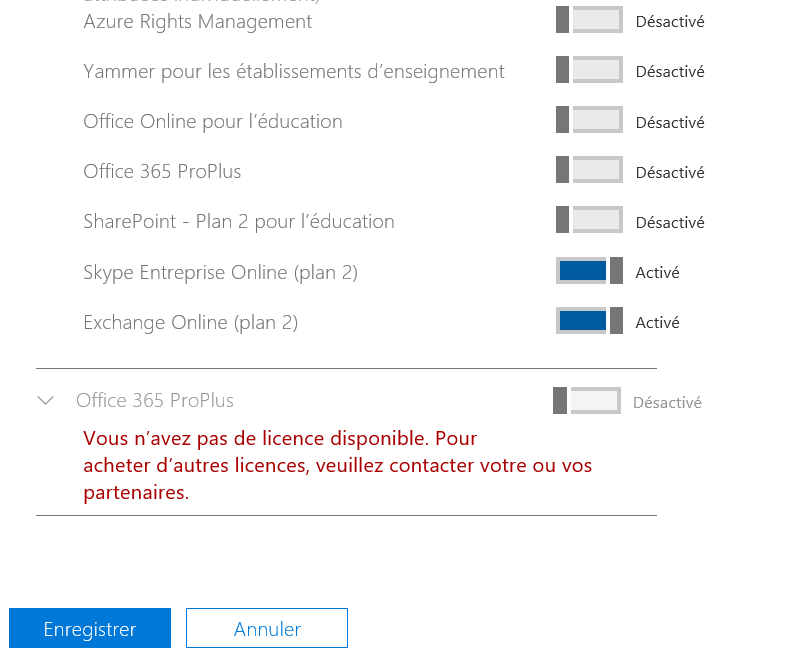 Azure Rights Management Désactivé
Yammer pour les établissements d’enseignement Désactivé
Office Online pour l’éducation Désactivé
Office 365 ProPlus Désactivé
SharePoint - Plan 2 pour l’éducation Désactivé
Skype Entreprise Online (plan 2) Activé
Exchange Online (plan 2) Activé
Office 365 ProPlus Désactivé
Vous n’avez pas de licence disponible. Pour
acheter d’autres licences, veuillez contacter votre ou vos
partenaires.
Enregistrer Annuler